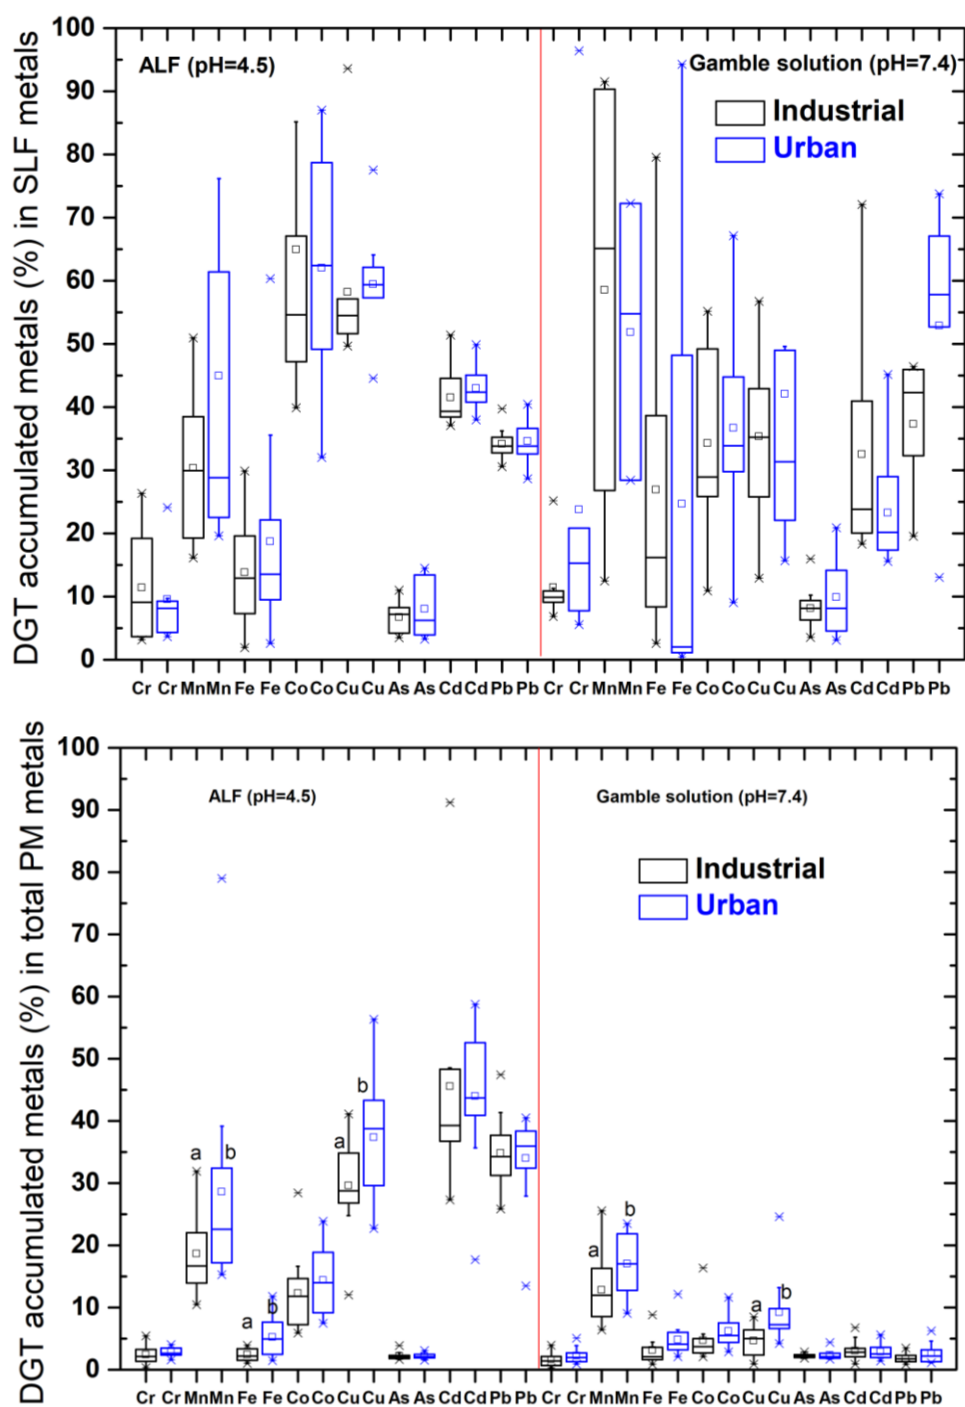 DGT accumulated metals (%) in SLF metals
100
90
80
70
60
50
40
30
20
10
0
ALF (pH=4.5)
Gamble solution (pH=7.4)
Industrial
Urban
Cr Cr Mn Mn Fe Fe Co Co Cu Cu As As Cd Cd Pb Pb Cr Cr Mn Mn Fe Fe Co Co Cu Cu As As Cd Cd Pb Pb
DGT accumulated metals (%) in total PM metals
100
90
80
70
60
50
40
30
20
10
0
ALF (pH=4.5)
Gamble solution (pH=7.4)
Industrial
Urban
a b a b a b a b a b
Cr Cr Mn Mn Fe Fe Co Co Cu Cu As As Cd Cd Pb Pb Cr Cr Mn Mn Fe Fe Co Co Cu Cu As As Cd Cd Pb Pb